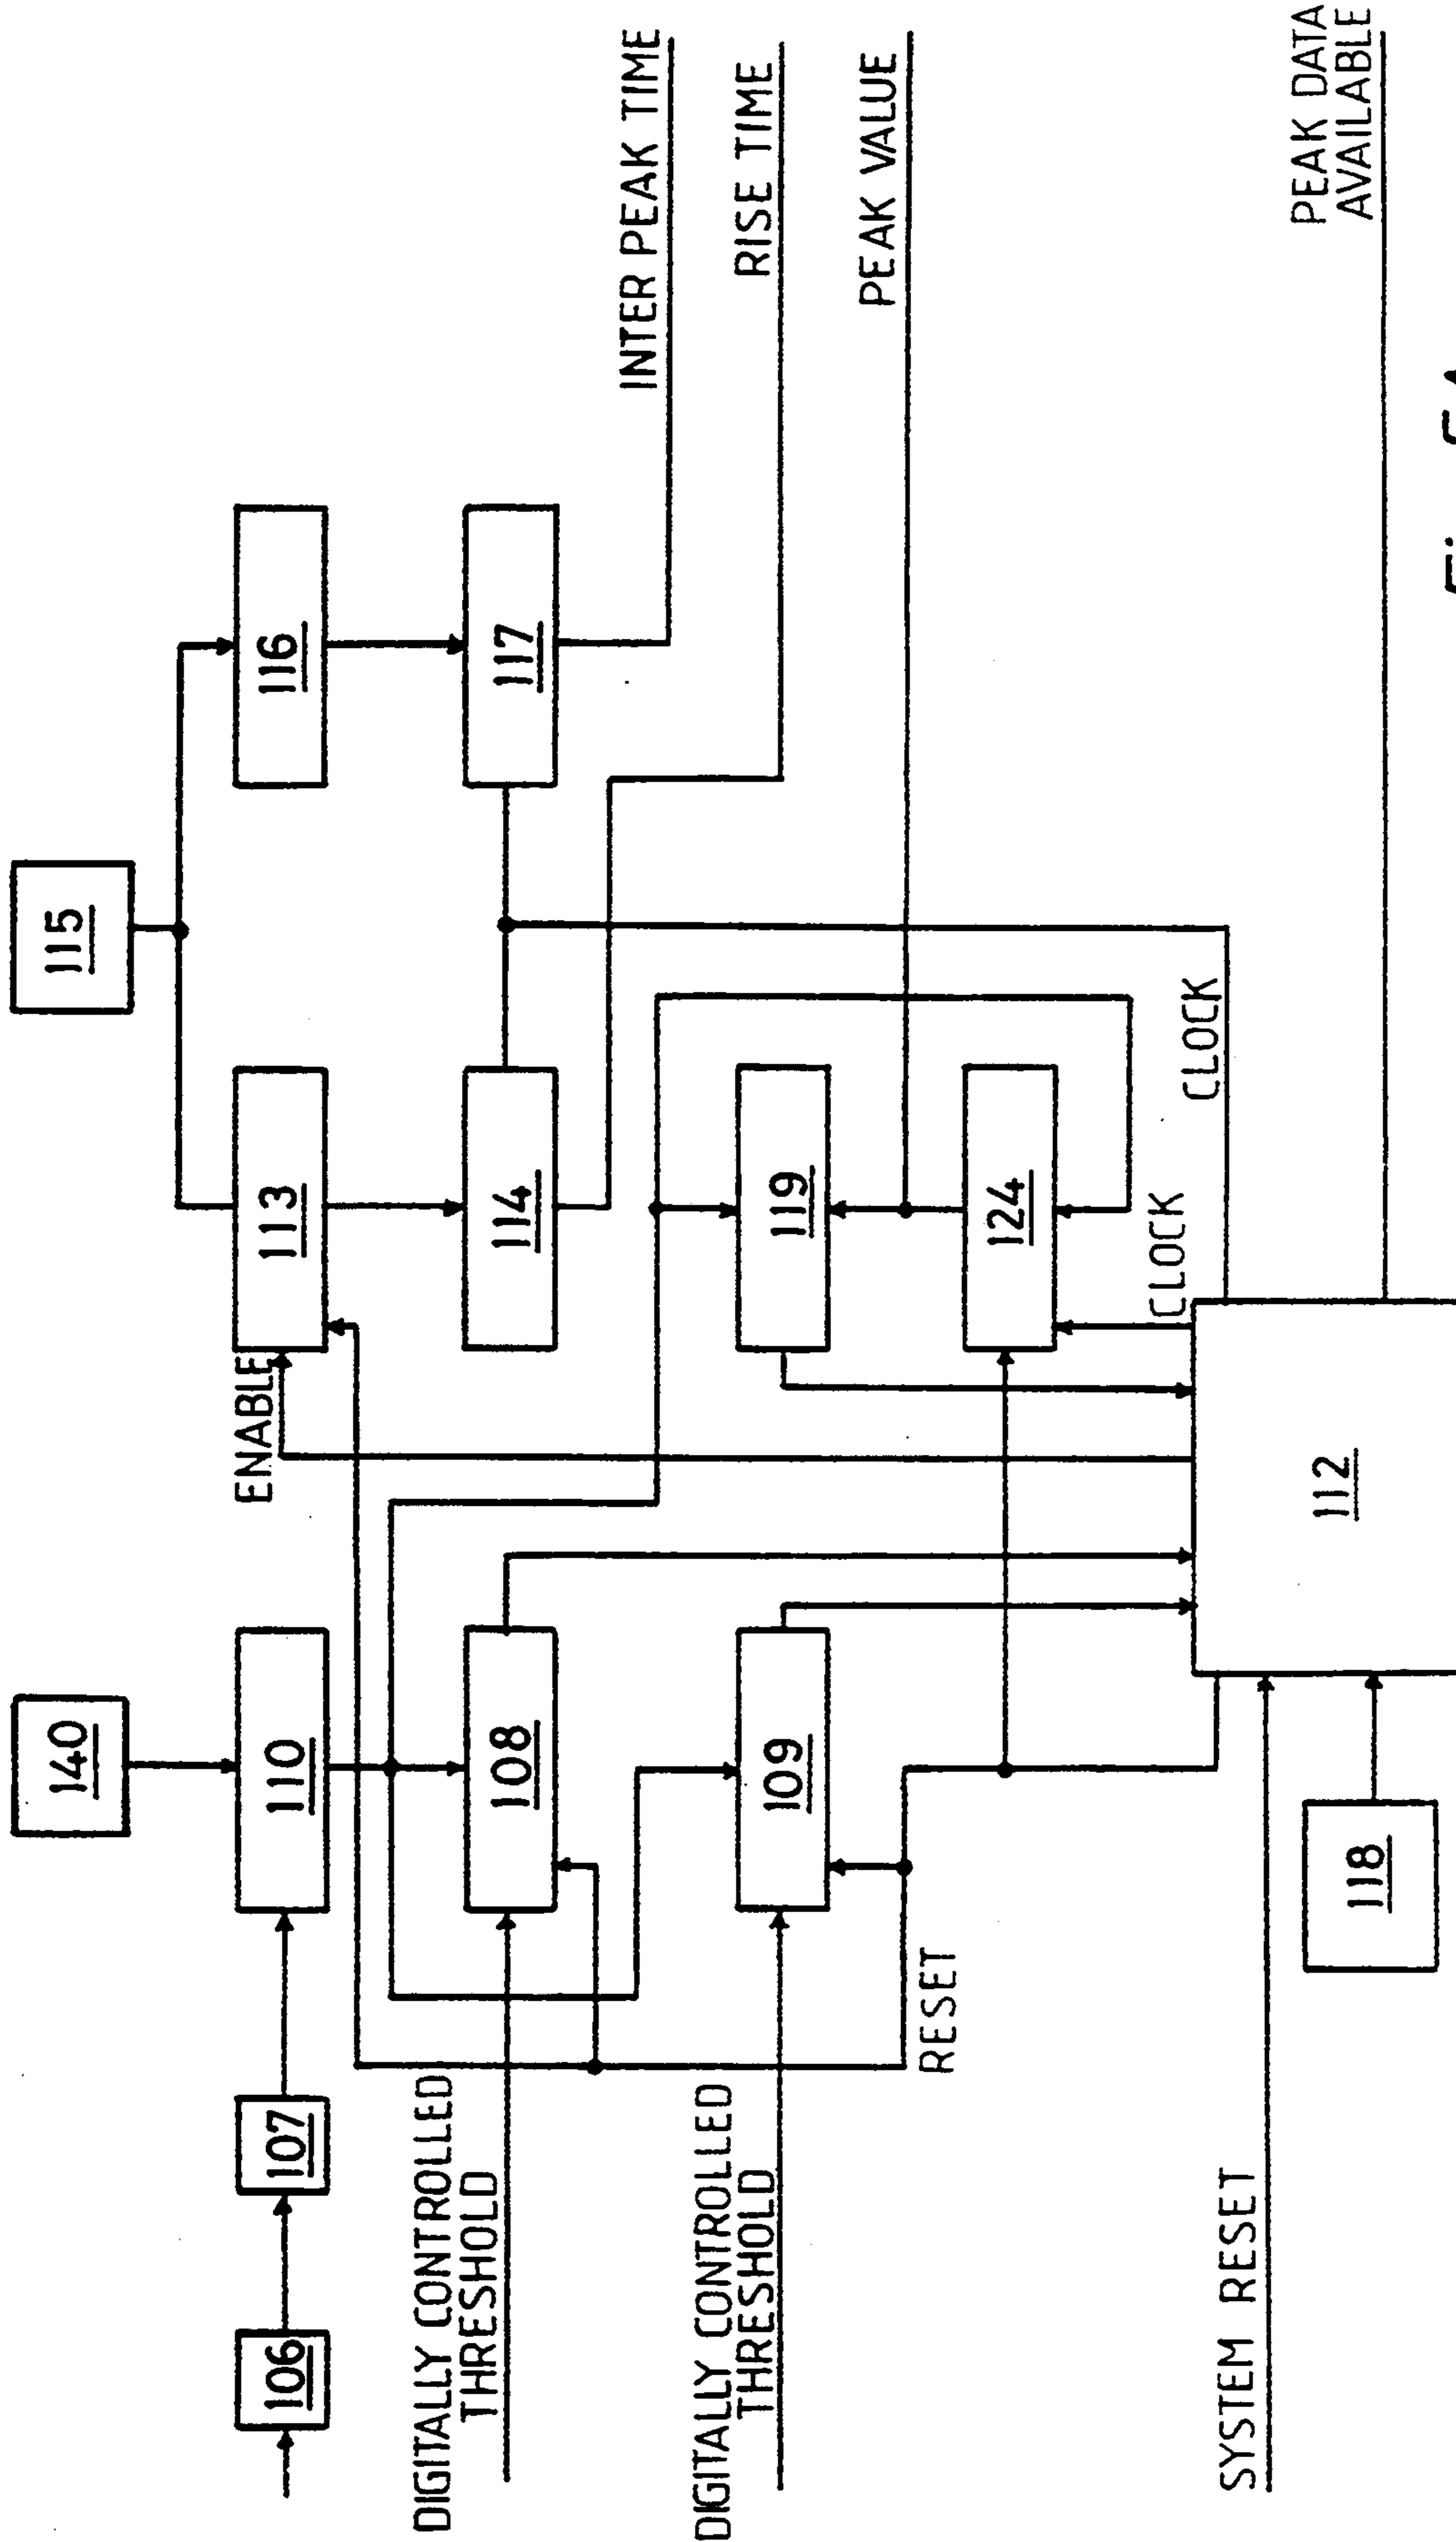 140
115
106
107
110
ENABLE
113
116
DIGITALLY CONTROLLED
THRESHOLD
108
114
117
INTER PEAK TIME
DIGITALLY CONTROLLED
THRESHOLD
109
119
RISE TIME
RESET
124
PEAK VALUE
CLOCK
CLOCK
SYSTEM RESET
118
112
PEAK DATA
AVAILABLE